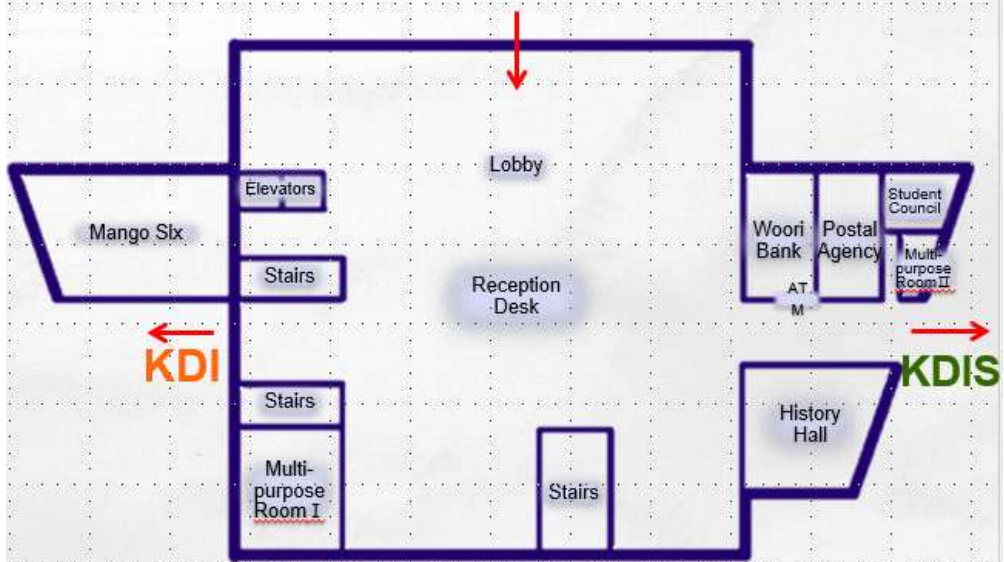 Lobby
Elevators
Mango Six
Stairs
Reception
Desk
Woori
Bank
Postal
Agency
Student
Council
Multi-
purpose
Room Ⅱ
AT
M
KDI
KDIS
Stairs
Multi-
purpose
Room Ⅰ
Stairs
History
Hall